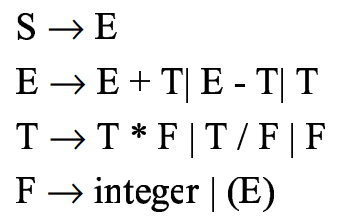 S → E
E → E + T| E - T| T
T → T * F | T / F | F
F → integer | (E)